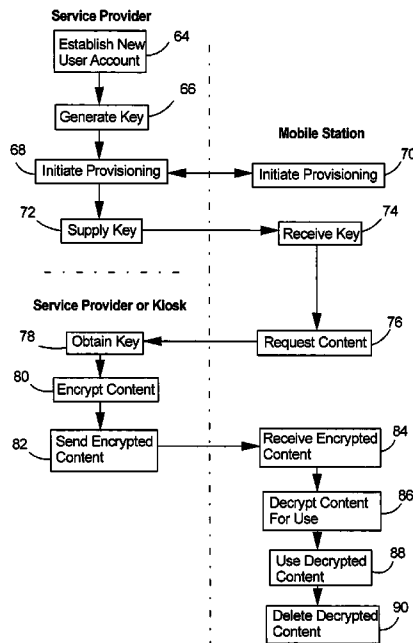 Service Provider
Establish New
User Account
64
66
Generate Key
Mobile Station
68
Initiate Provisioning
Initiate Provisioning
70
72
Supply Key
74
Receive Key
Service Provider or Kiosk
76
78
Obtain Key
Request Content
80
Encrypt Content
82
Send Encrypted
Content
84
Receive Encrypted
Content
86
Decrypt Content
For Use
88
Use Decrypted
Content
90
Delete Decrypted
Content